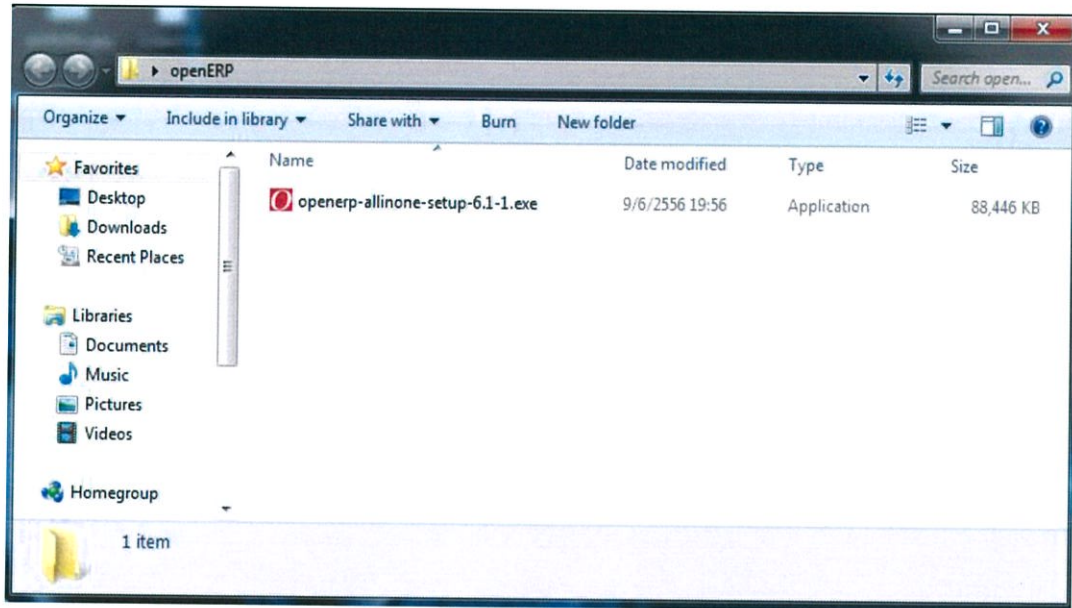 openERP
Search open...
Organize Include in library Share with Burn New folder
Favorites
Desktop
Downloads
Recent Places
Libraries
Documents
Music
Pictures
Videos
Homegroup
Name Date modified Type Size
openerp-allinone-setup-6.1-1.exe 9/6/2556 19:56 Application 88,446 KB
1 item